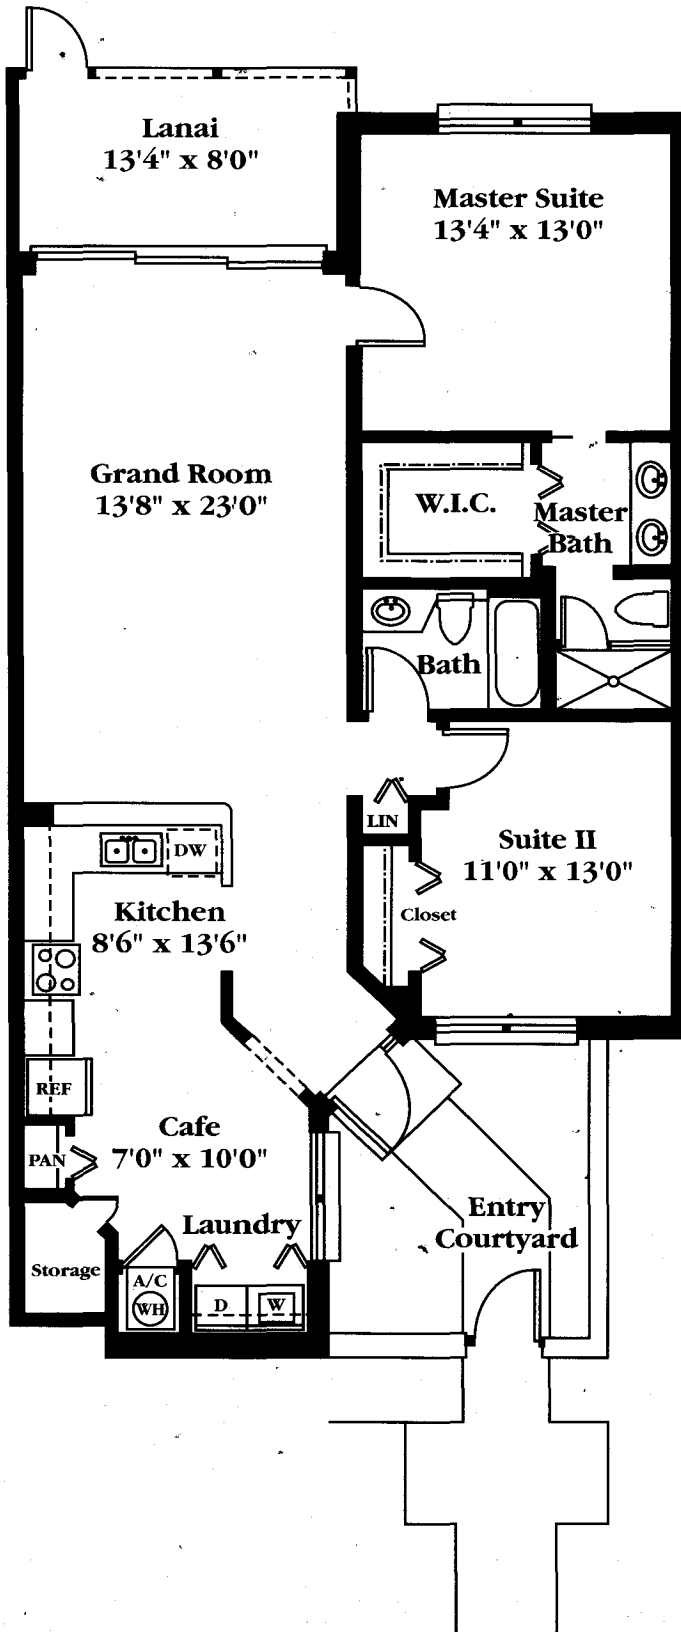 Lanai
13'4" x 8'0"
Master Suite
13'4" x 13'0"
Grand Room
13'8" x 23'0"
W.I.C.
Master
Bath
Bath
LIN
Suite II
11'0" x 13'0"
DW
Closet
Kitchen
8'6" x 13'6"
REF
Cafe
7'0" x 10'0"
PAN
Entry
Courtyard
Laundry
Storage
A/C
WH
D
W